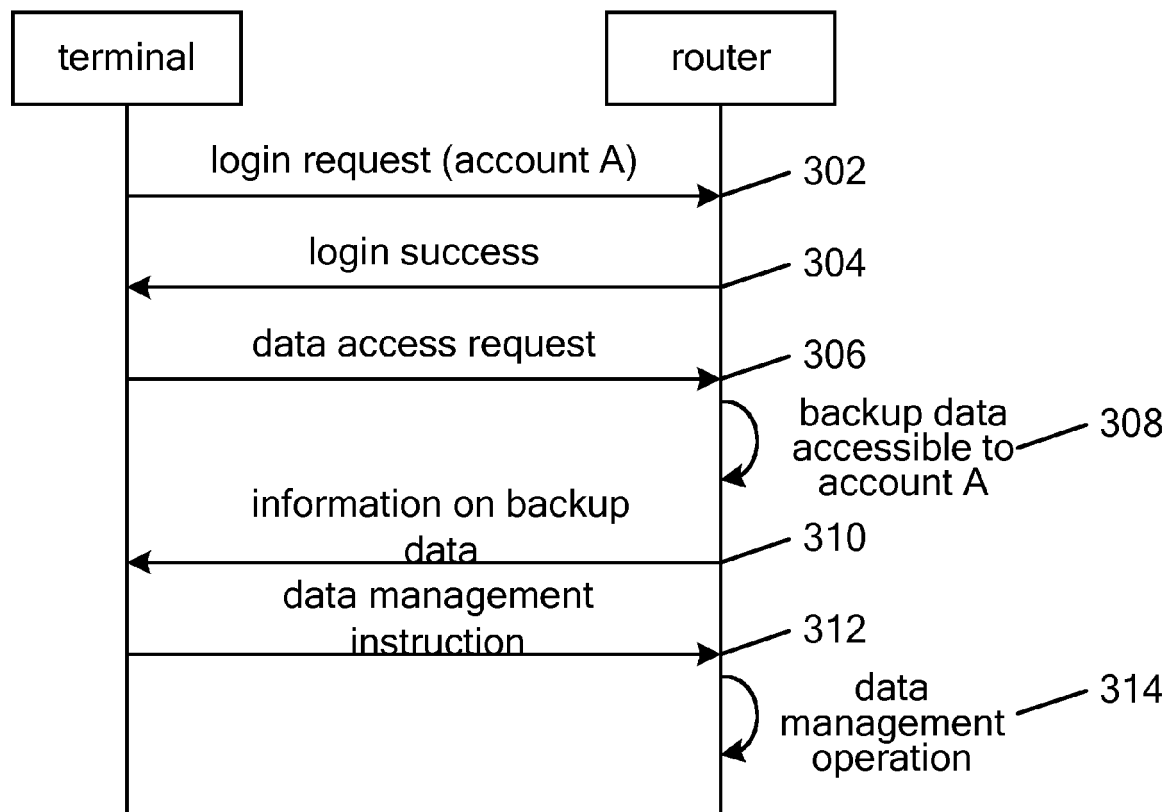 terminal
router
login request (account A)
302
login success
304
data access request
306
backup data
accessible to
account A
308
information on backup
data
310
data management
instruction
312
data
management
operation
314